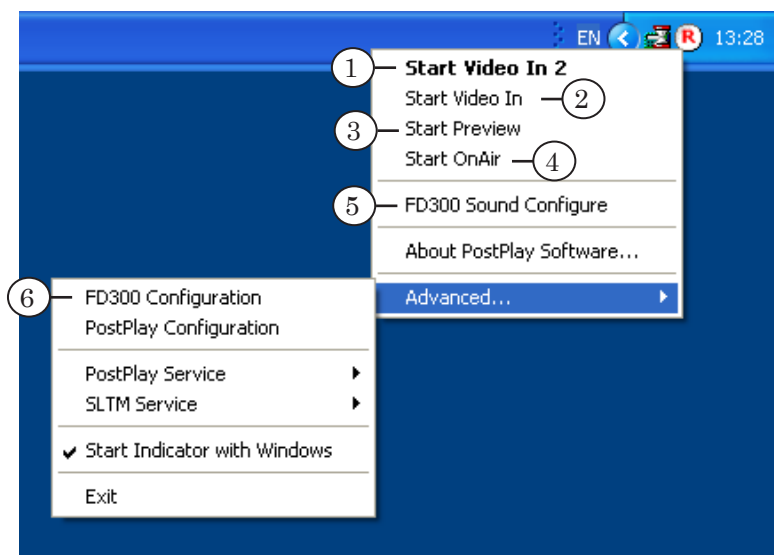 EN R 13:28
1 Start Video In 2
Start Video In 2
3 Start Preview
Start OnAir 4
5 FD300 Sound Configure
About PostPlay Software...
Advanced...
6 FD300 Configuration
PostPlay Configuration
PostPlay Service
SLTM Service
Start Indicator with Windows
Exit